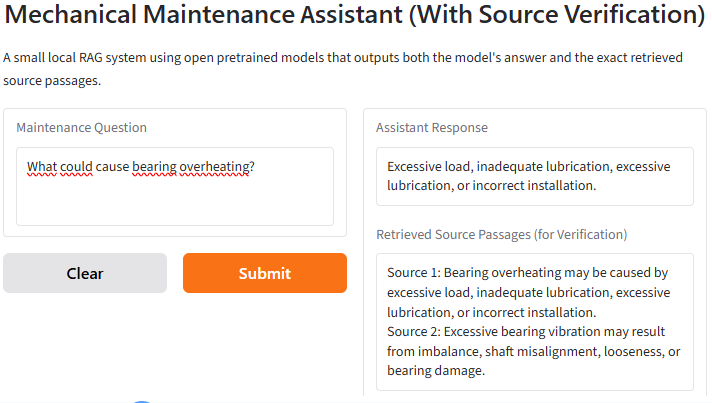 Mechanical Maintenance Assistant (With Source Verification)
A small local RAG system using open pretrained models that outputs both the model's answer and the exact retrieved
source passages.
Maintenance Question
What could cause bearing overheating?
Clear
Submit
Assistant Response
Excessive load, inadequate lubrication, excessive
lubrication, or incorrect installation.
Retrieved Source Passages (for Verification)
Source 1: Bearing overheating may be caused by
excessive load, inadequate lubrication, excessive
lubrication, or incorrect installation.
Source 2: Excessive bearing vibration may result
from imbalance, shaft misalignment, looseness, or
bearing damage.